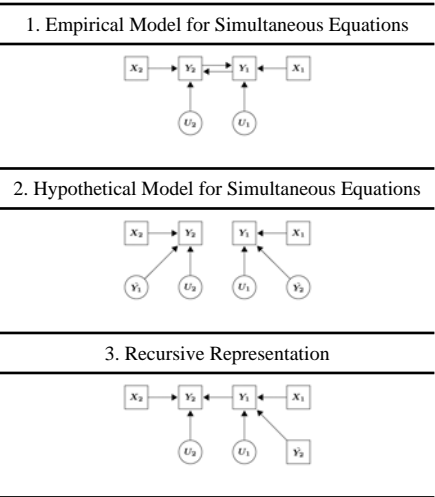 1. Empirical Model for Simultaneous Equations
X₂ Y₂ Y₁ X₁
U₂ U₁
2. Hypothetical Model for Simultaneous Equations
X₂ Y₂ Y₁ X₁
Ỹ₁ U₂ U₁ Ỹ₂
3. Recursive Representation
X₂ Y₂ Y₁ X₁
U₂ U₁ Ỹ₂